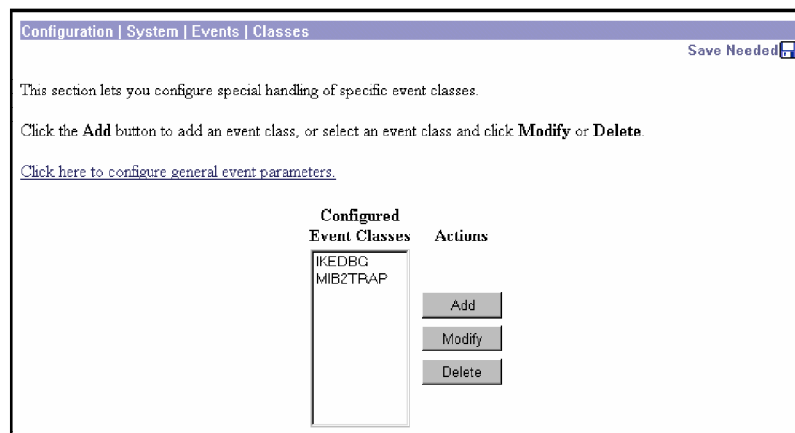 Configuration | System | Events | Classes
Save Needed
This section lets you configure special handling of specific event classes.
Click the Add button to add an event class, or select an event class and click Modify or Delete.
Click here to configure general event parameters.
Configured
Event Classes Actions
IKEDBG
MIB2TRAP
Add
Modify
Delete